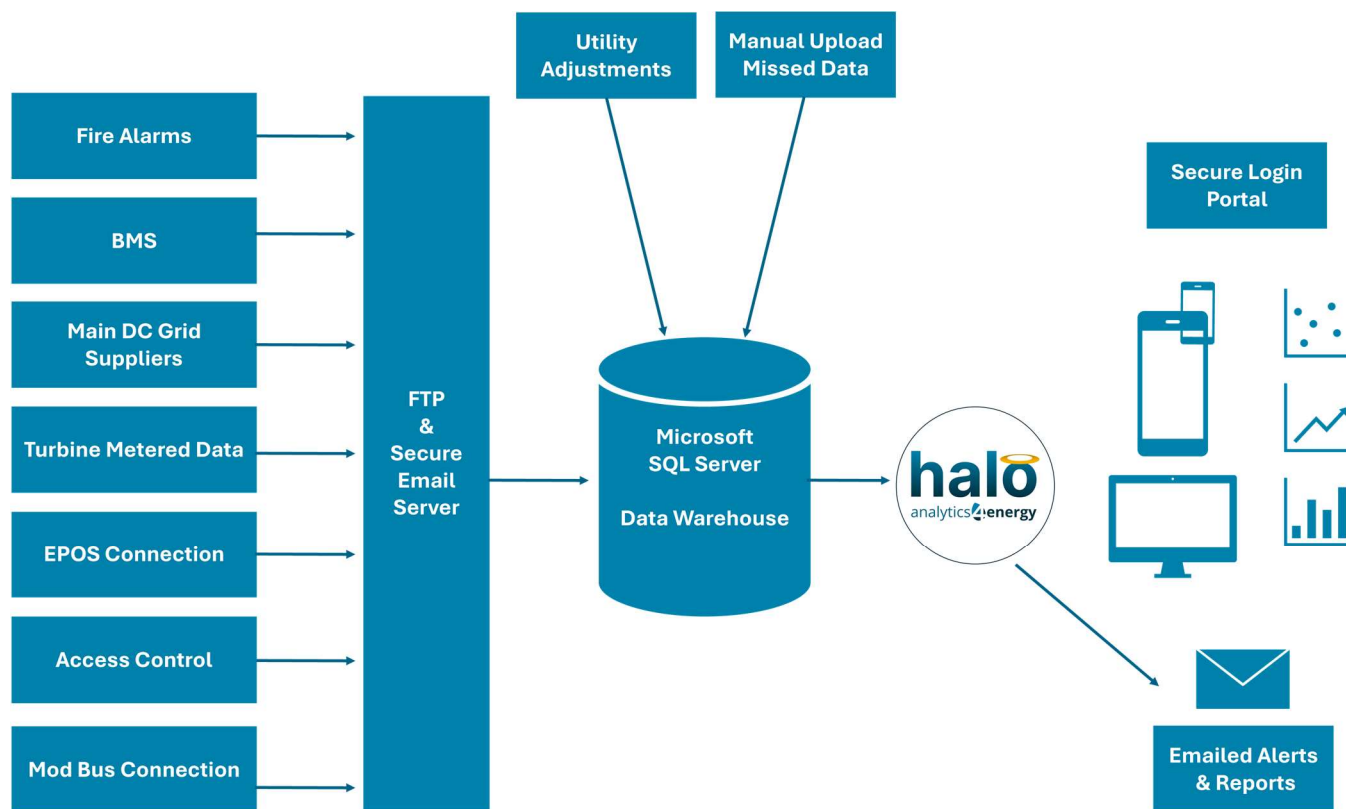 Utility
Adjustments
Manual Upload
Missed Data
Fire Alarms
BMS
Main DC Grid
Suppliers
Turbine Metered Data
EPOS Connection
Access Control
Mod Bus Connection
FTP
&
Secure
Email
Server
Microsoft
SQL Server
Data Warehouse
halo
analytics4energy
Secure Login
Portal
Emailed Alerts
& Reports